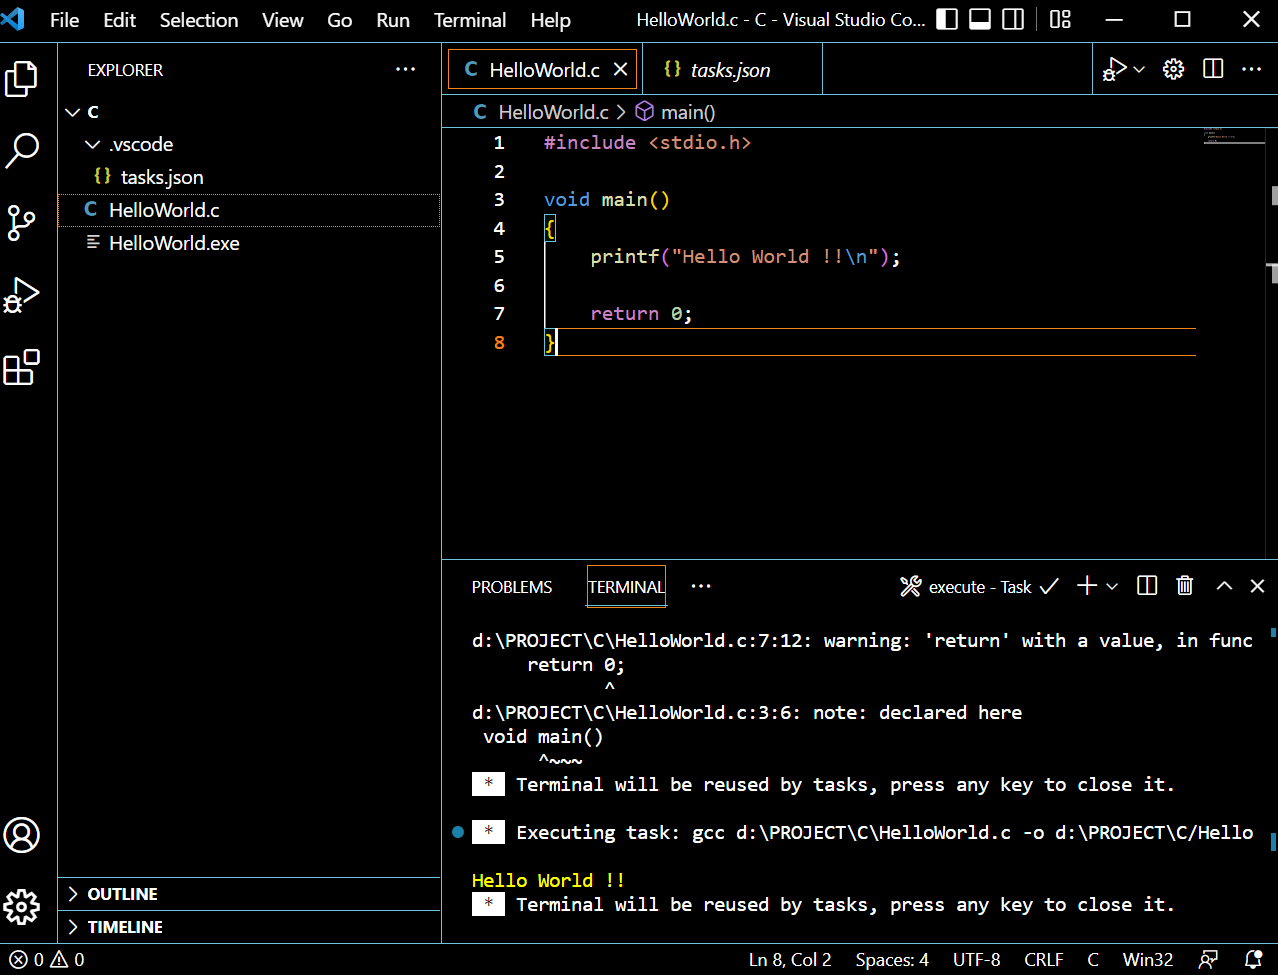 File Edit Selection View Go Run Terminal Help HelloWorld.c - C - Visual Studio Co...
EXPLORER
C
.vscode
{} tasks.json
C HelloWorld.c
HelloWorld.exe
OUTLINE
TIMELINE
C HelloWorld.c {} tasks.json
C HelloWorld.c > main()
1 #include <stdio.h>
2
3 void main()
4 {
5 printf("Hello World !!\n");
6
7 return 0;
8 }
PROBLEMS TERMINAL ... execute - Task
d:\PROJECT\C\HelloWorld.c:7:12: warning: 'return' with a value, in func
return 0;
^
d:\PROJECT\C\HelloWorld.c:3:6: note: declared here
void main()
^~~~
* Terminal will be reused by tasks, press any key to close it.
* Executing task: gcc d:\PROJECT\C\HelloWorld.c -o d:\PROJECT\C/Hello
Hello World !!
* Terminal will be reused by tasks, press any key to close it.
0 0 Ln 8, Col 2 Spaces: 4 UTF-8 CRLF C Win32